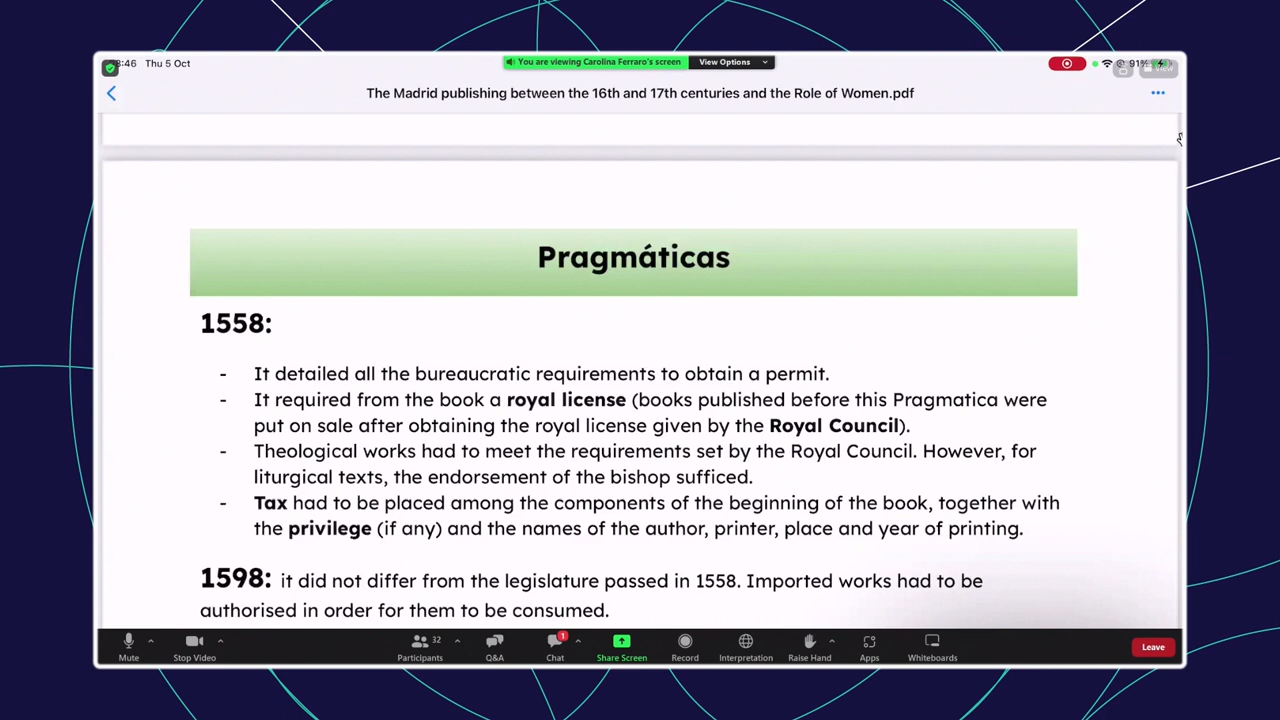 :46 Thu 5 Oct
You are viewing Carolina Ferraro's screen View Options
91%
View
The Madrid publishing between the 16th and 17th centuries and the Role of Women.pdf
Pragmáticas
1558:
- It detailed all the bureaucratic requirements to obtain a permit.
- It required from the book a royal license (books published before this Pragmatica were
put on sale after obtaining the royal license given by the Royal Council).
- Theological works had to meet the requirements set by the Royal Council. However, for
liturgical texts, the endorsement of the bishop sufficed.
- Tax had to be placed among the components of the beginning of the book, together with
the privilege (if any) and the names of the author, printer, place and year of printing.
1598: it did not differ from the legislature passed in 1558. Imported works had to be
authorised in order for them to be consumed.
32 1
Mute Stop Video Participants Q&A Chat Share Screen Record Interpretation Raise Hand Apps Whiteboards Leave